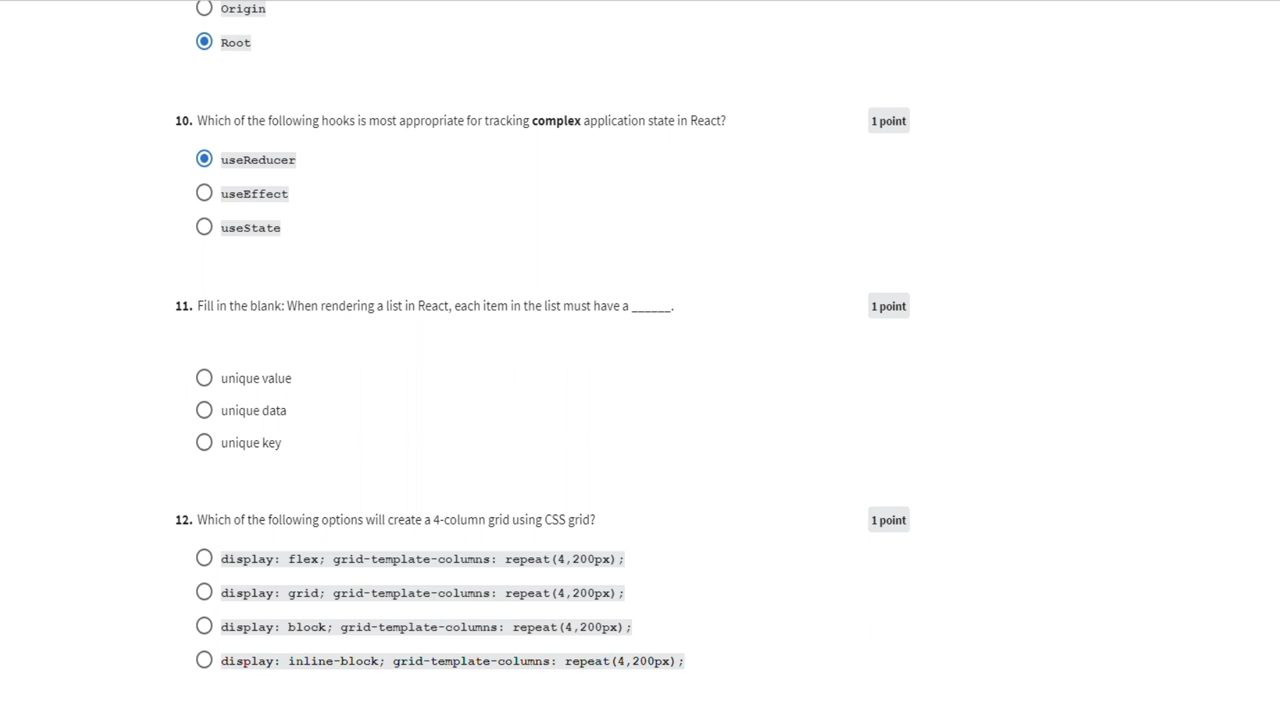 Origin
Root
10. Which of the following hooks is most appropriate for tracking complex application state in React?
1 point
useReducer
useEffect
useState
11. Fill in the blank: When rendering a list in React, each item in the list must have a ______.
1 point
unique value
unique data
unique key
12. Which of the following options will create a 4-column grid using CSS grid?
1 point
display: flex; grid-template-columns: repeat(4,200px);
display: grid; grid-template-columns: repeat(4,200px);
display: block; grid-template-columns: repeat(4,200px);
display: inline-block; grid-template-columns: repeat(4,200px);